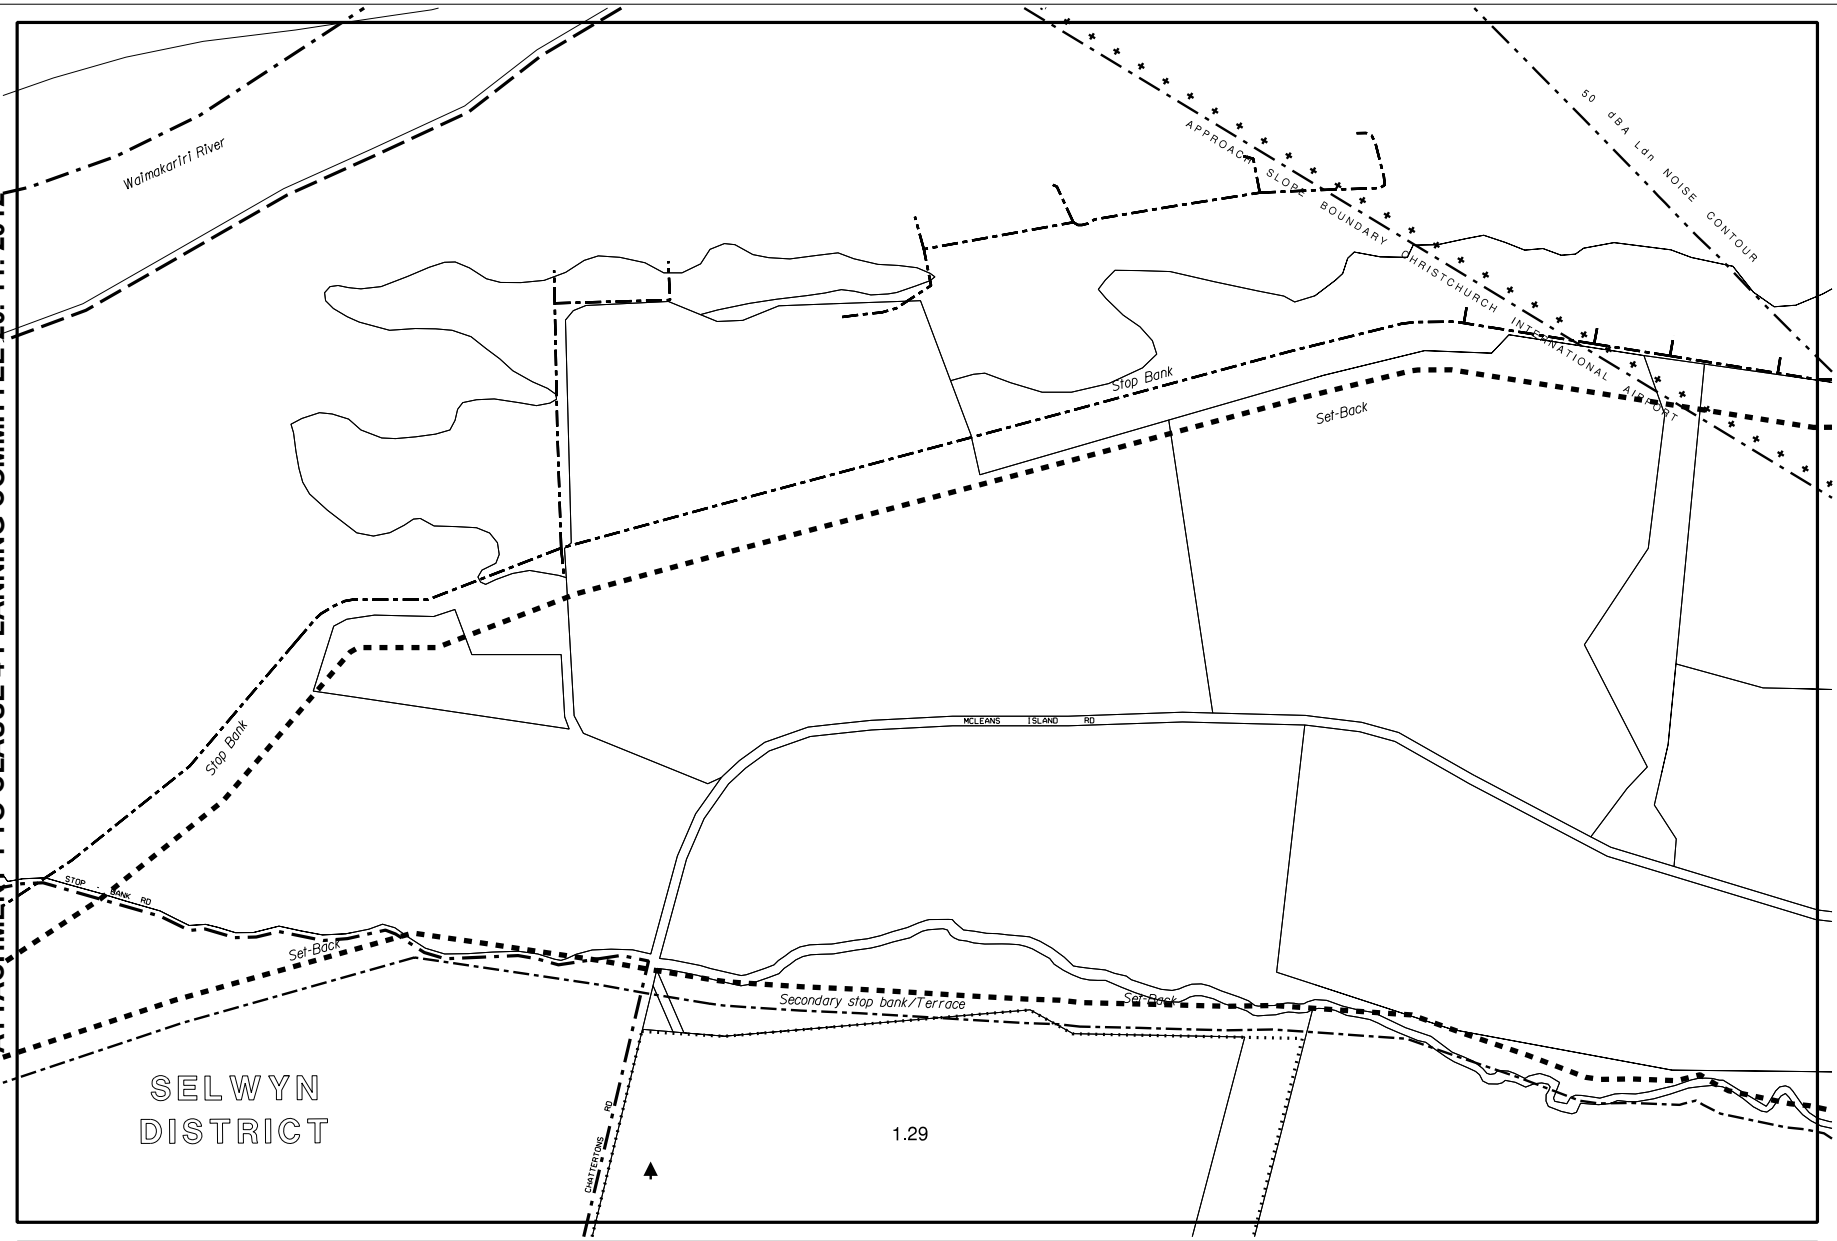 50 dBA Ldn NOISE CONTOUR
Waimakariri River
APPROACH SLOPE BOUNDARY CHRISTCHURCH INTERNATIONAL AIRPORT
Stop Bank
Set-Back
MCLEANS ISLAND RD
Stop Bank
STOP BANK RD
Set-Back
Secondary stop bank/Terrace
Set-Back
SELWYN
DISTRICT
CHATTERTONS RD
1.29